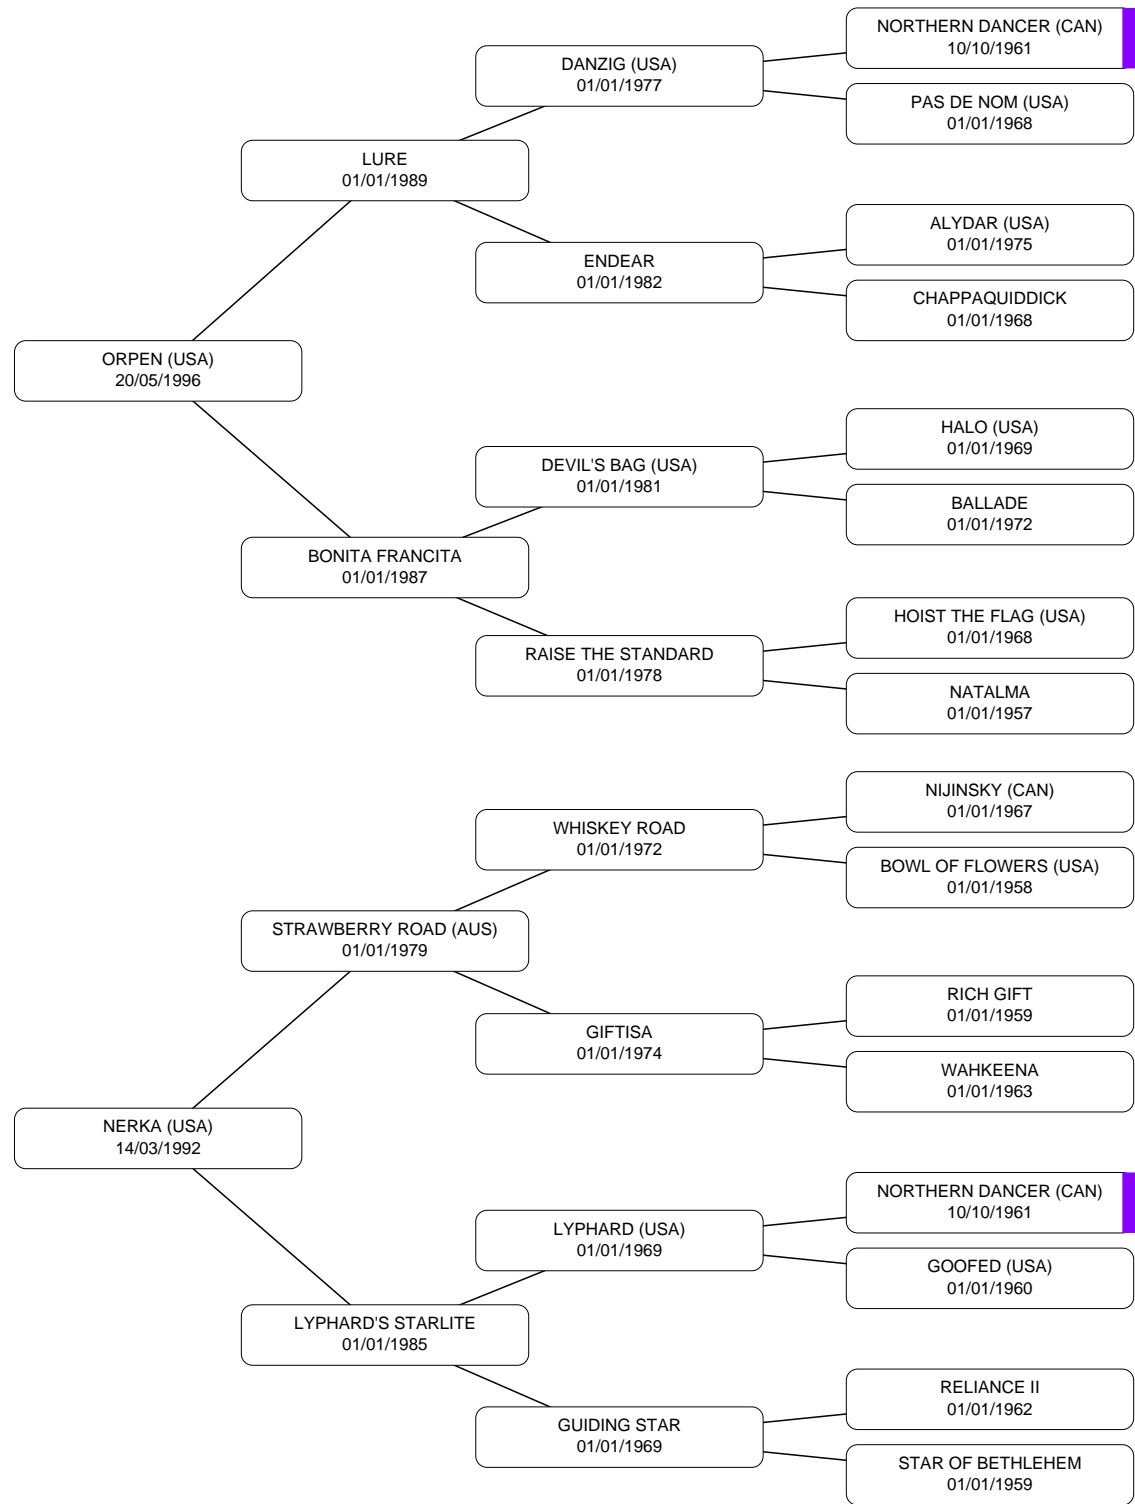 NORTHERN DANCER (CAN)
10/10/1961
DANZIG (USA)
01/01/1977
PAS DE NOM (USA)
01/01/1968
LURE
01/01/1989
ALYDAR (USA)
01/01/1975
ENDEAR
01/01/1982
CHAPPAQUIDDICK
01/01/1968
ORPEN (USA)
20/05/1996
HALO (USA)
01/01/1969
DEVIL'S BAG (USA)
01/01/1981
BALLADE
01/01/1972
BONITA FRANCITA
01/01/1987
HOIST THE FLAG (USA)
01/01/1968
RAISE THE STANDARD
01/01/1978
NATALMA
01/01/1957
NIJINSKY (CAN)
01/01/1967
WHISKEY ROAD
01/01/1972
BOWL OF FLOWERS (USA)
01/01/1958
STRAWBERRY ROAD (AUS)
01/01/1979
RICH GIFT
01/01/1959
GIFTISA
01/01/1974
WAHKEENA
01/01/1963
NERKA (USA)
14/03/1992
NORTHERN DANCER (CAN)
10/10/1961
LYPHARD (USA)
01/01/1969
GOOFED (USA)
01/01/1960
LYPHARD'S STARLITE
01/01/1985
RELIANCE II
01/01/1962
GUIDING STAR
01/01/1969
STAR OF BETHLEHEM
01/01/1959